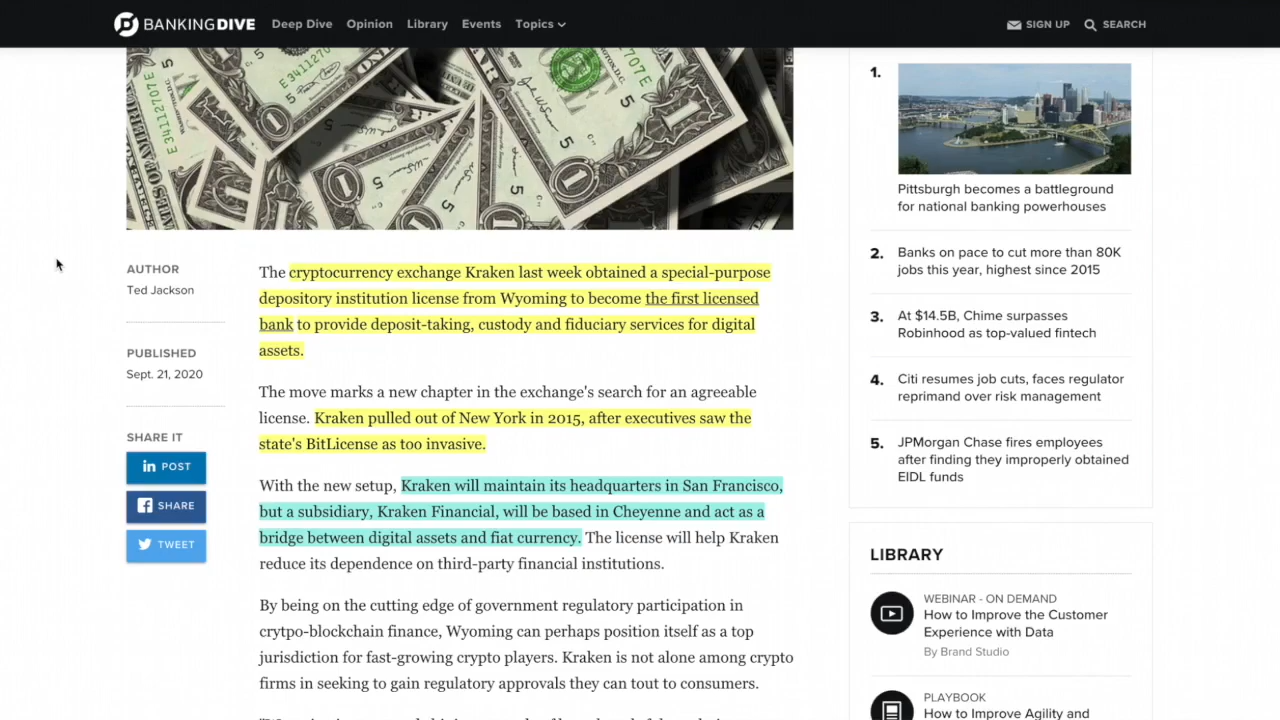 BANKINGDIVE Deep Dive Opinion Library Events Topics SIGN UP SEARCH
AUTHOR
Ted Jackson
PUBLISHED
Sept. 21, 2020
SHARE IT
POST
SHARE
TWEET
The cryptocurrency exchange Kraken last week obtained a special-purpose
depository institution license from Wyoming to become the first licensed
bank to provide deposit-taking, custody and fiduciary services for digital
assets.
The move marks a new chapter in the exchange's search for an agreeable
license. Kraken pulled out of New York in 2015, after executives saw the
state's BitLicense as too invasive.
With the new setup, Kraken will maintain its headquarters in San Francisco,
but a subsidiary, Kraken Financial, will be based in Cheyenne and act as a
bridge between digital assets and fiat currency. The license will help Kraken
reduce its dependence on third-party financial institutions.
By being on the cutting edge of government regulatory participation in
crytpo-blockchain finance, Wyoming can perhaps position itself as a top
jurisdiction for fast-growing crypto players. Kraken is not alone among crypto
firms in seeking to gain regulatory approvals they can tout to consumers.
1.
Pittsburgh becomes a battleground
for national banking powerhouses
2. Banks on pace to cut more than 80K
jobs this year, highest since 2015
3. At $14.5B, Chime surpasses
Robinhood as top-valued fintech
4. Citi resumes job cuts, faces regulator
reprimand over risk management
5. JPMorgan Chase fires employees
after finding they improperly obtained
EIDL funds
LIBRARY
WEBINAR - ON DEMAND
How to Improve the Customer
Experience with Data
By Brand Studio
PLAYBOOK
How to Improve Agility and